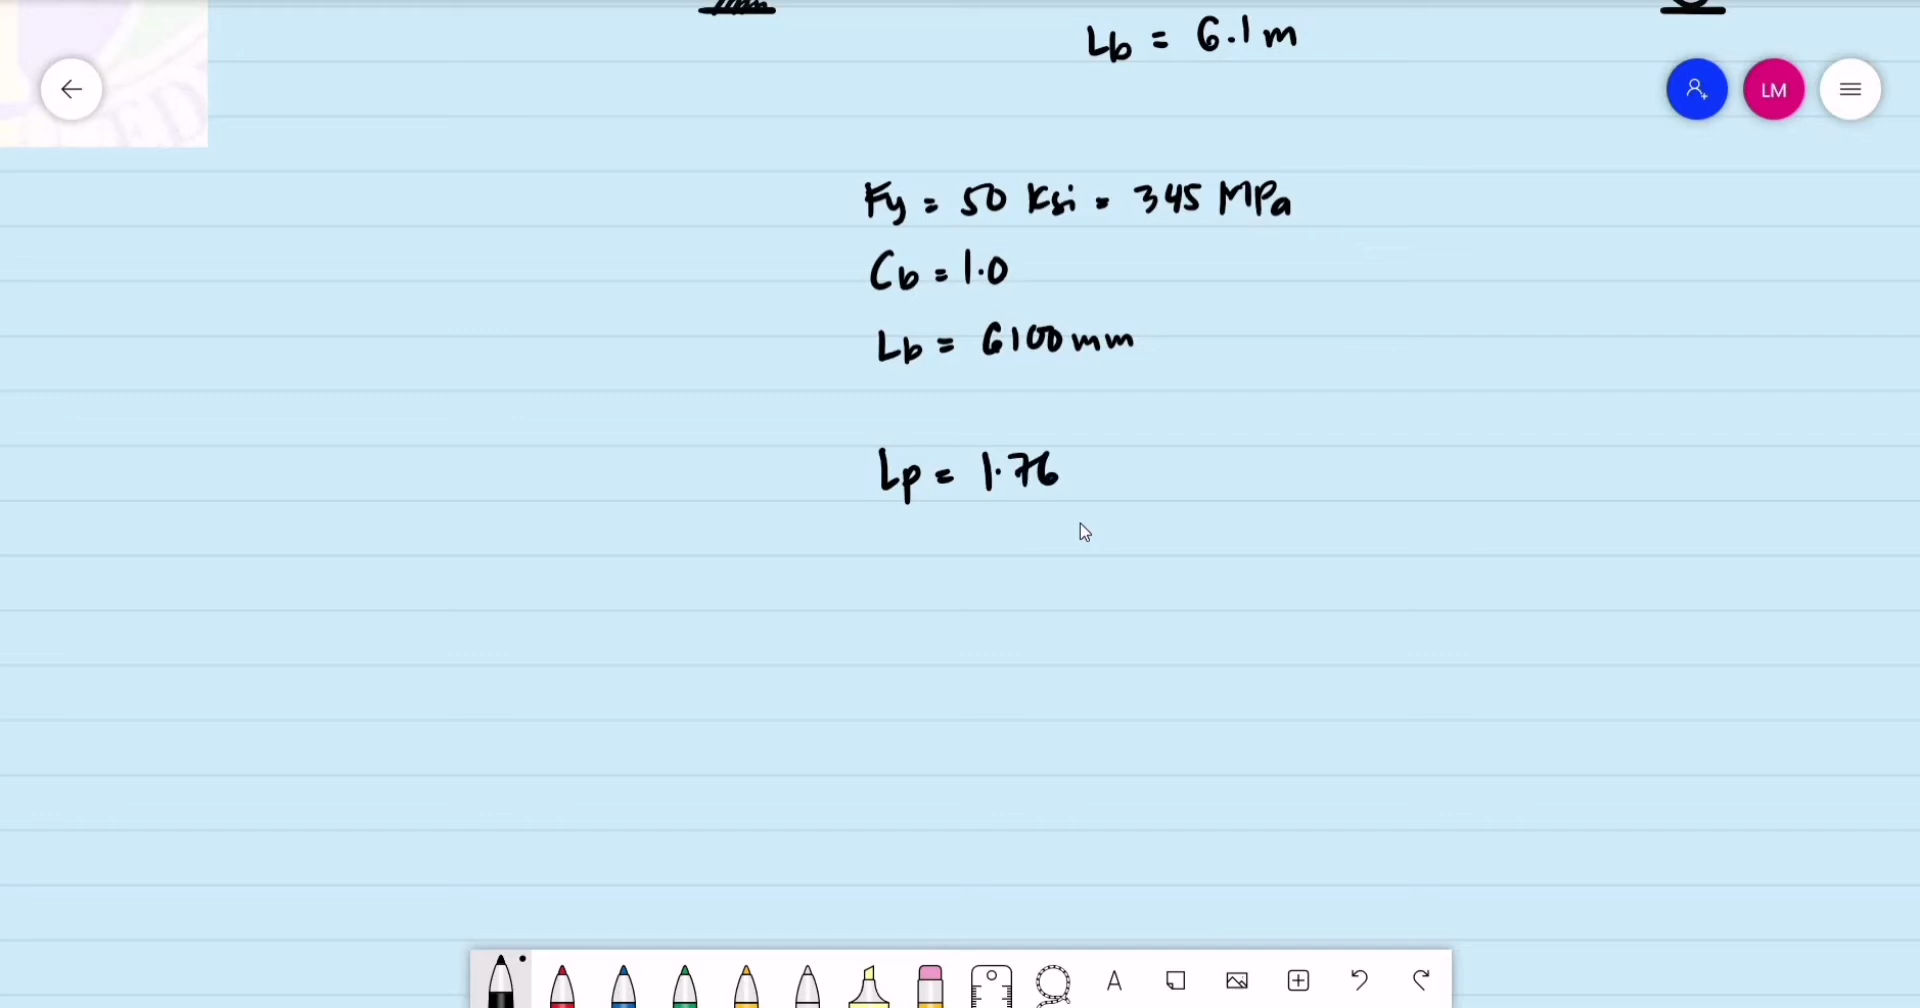 Lb = 6.1 m
LM
Fy = 50 Ksi = 345 MPa
Cb = 1.0
Lb = 6100 mm
Lp = 1.76
A